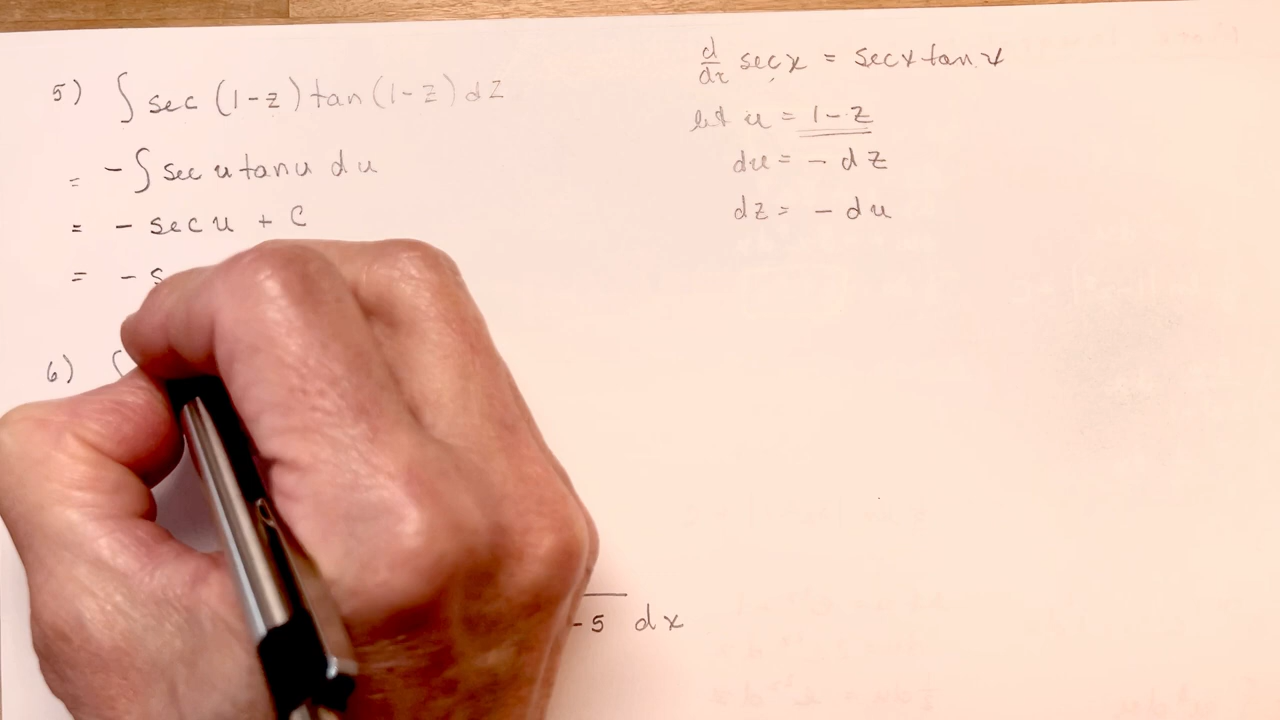 5) ∫ sec (1-z) tan (1-z) dz
= -∫ sec u tan u du
= - sec u + C
= - s
6) ∫
-5 dx
d/dx sec x = sec x tan x
let u = 1-z
du = - dz
dz = - du